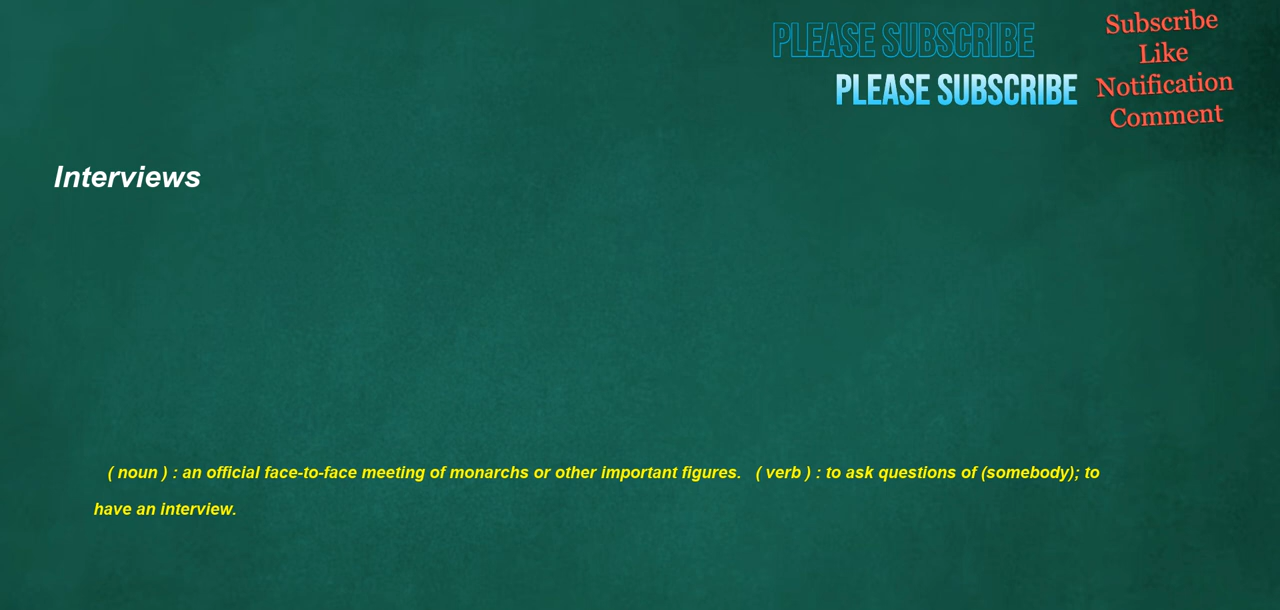 PLEASE SUBSCRIBE
PLEASE SUBSCRIBE
Subscribe
Like
Notification
Comment
Interviews
( noun ) : an official face-to-face meeting of monarchs or other important figures. ( verb ) : to ask questions of (somebody); to
have an interview.